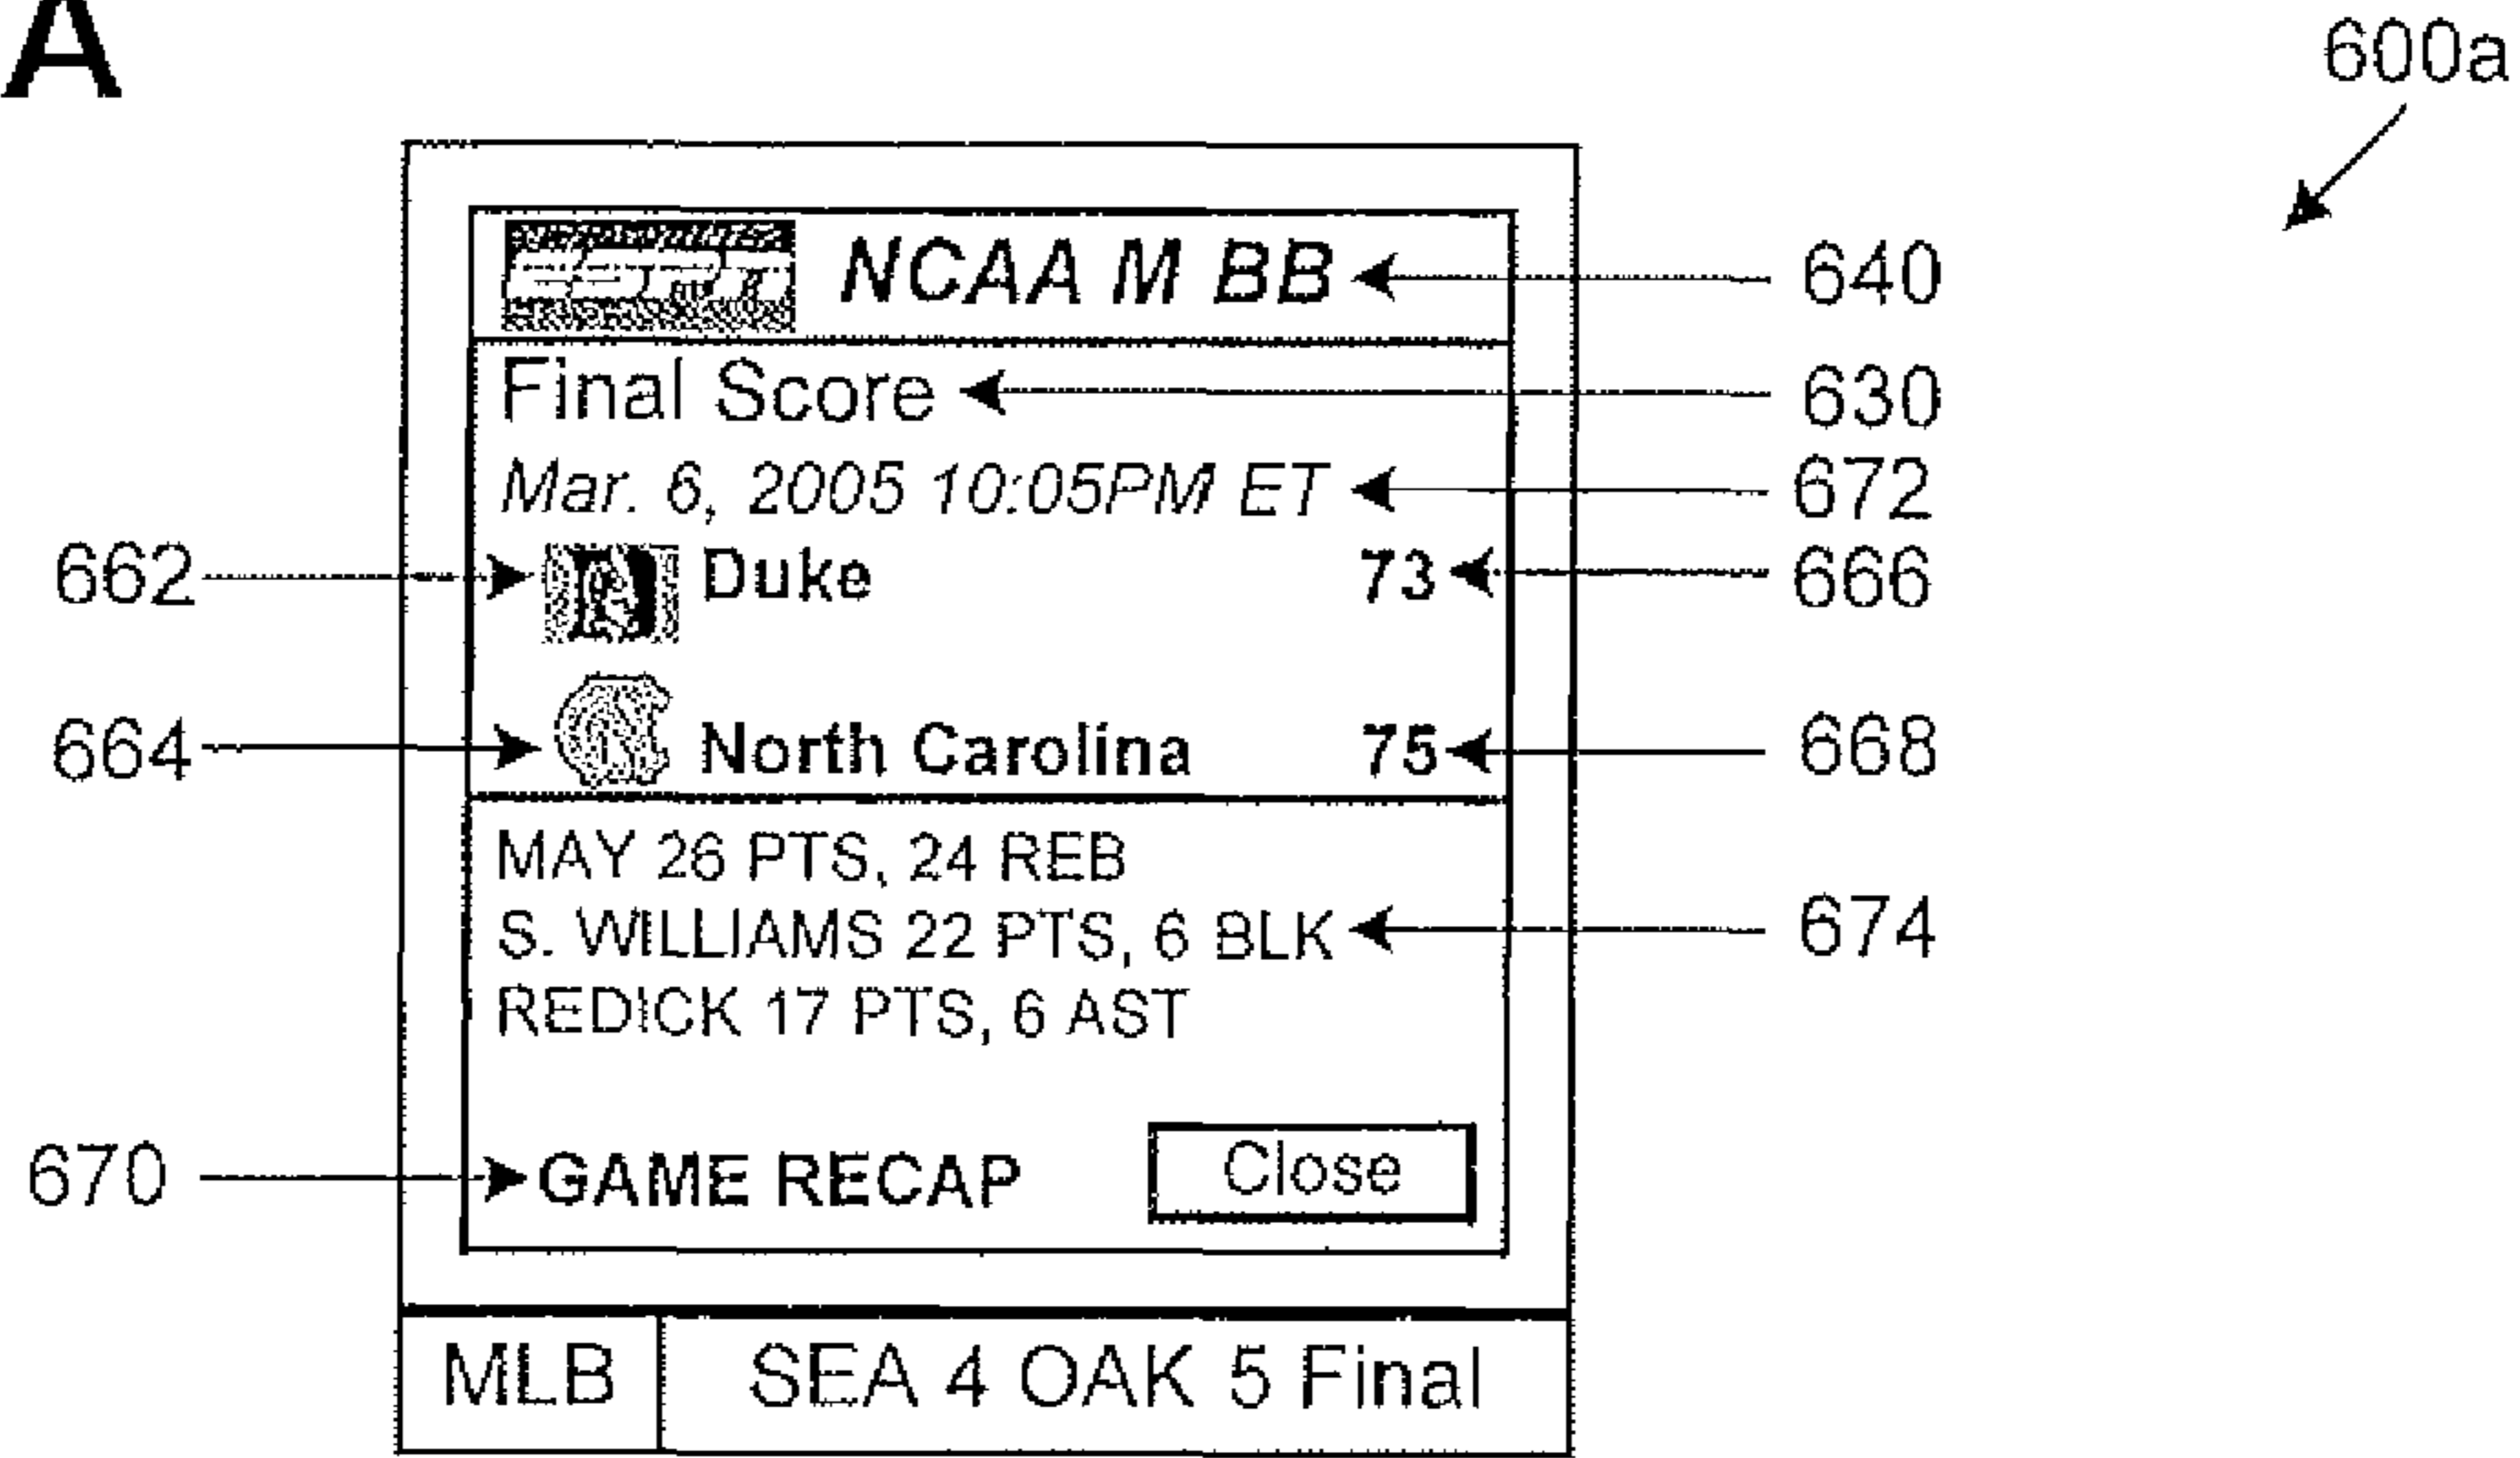 A
600a
NCAA M BB 640
Final Score 630
Mar. 6, 2005 10:05PM ET 672
662 Duke 73 666
664 North Carolina 75 668
MAY 26 PTS, 24 REB
S. WILLIAMS 22 PTS, 6 BLK 674
REDICK 17 PTS, 6 AST
670 GAME RECAP Close
MLB SEA 4 OAK 5 Final